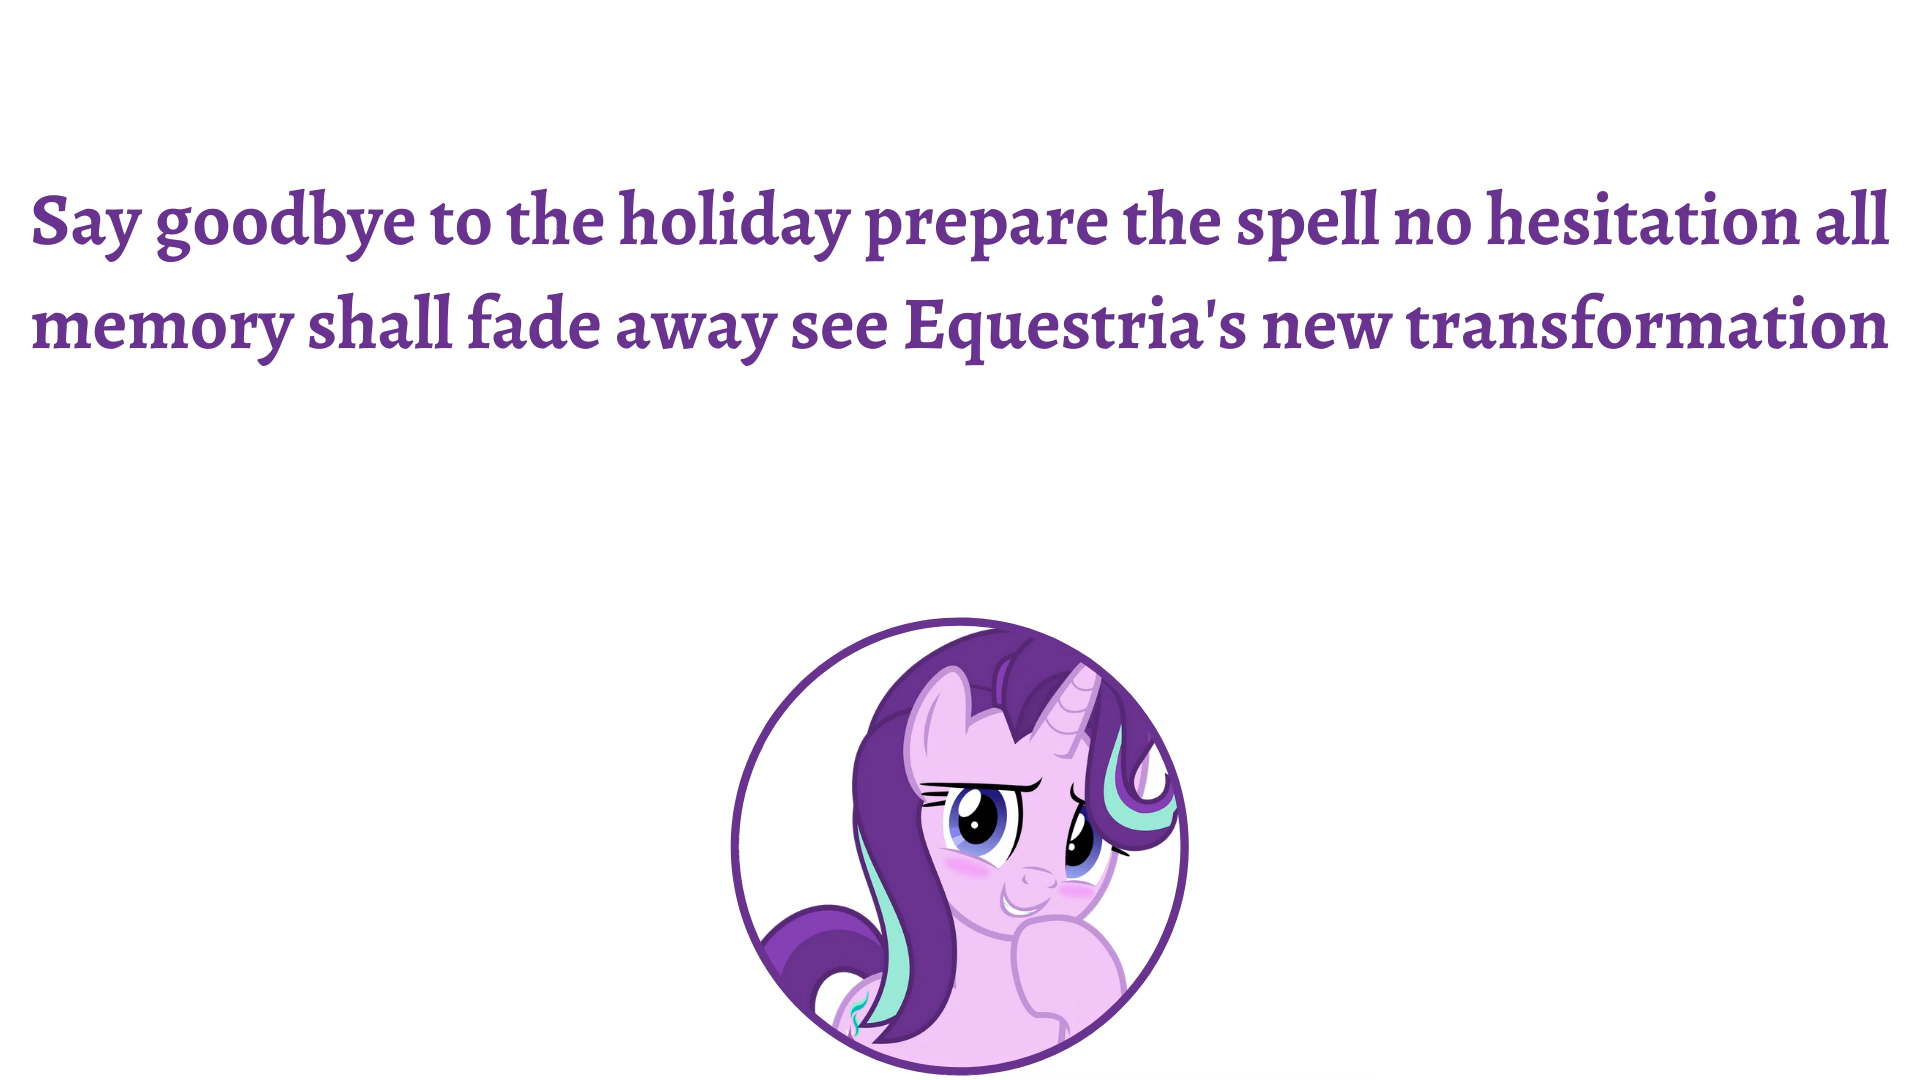 Say goodbye to the holiday prepare the spell no hesitation all
memory shall fade away see Equestria's new transformation